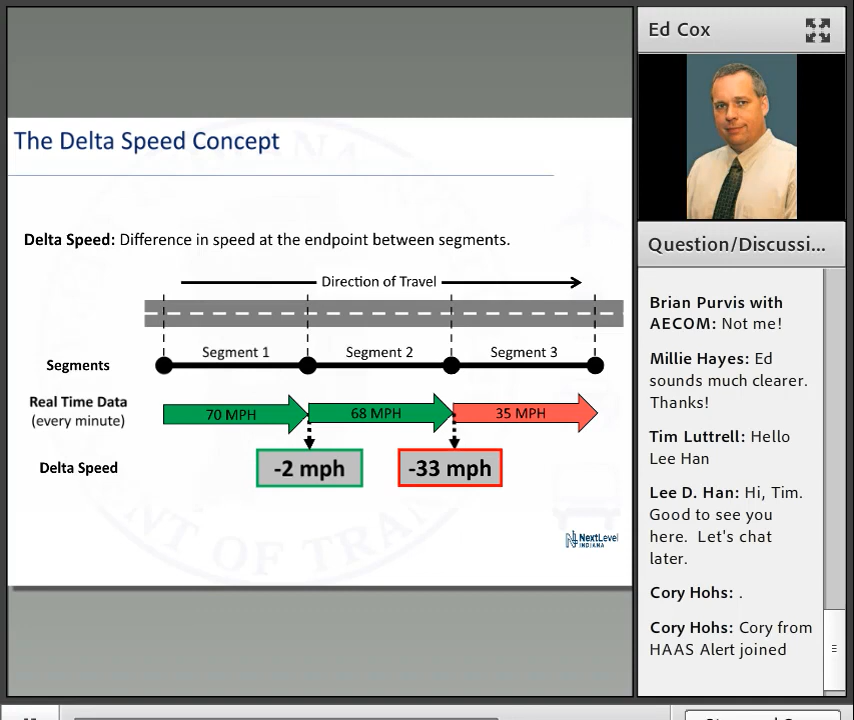 The Delta Speed Concept
Delta Speed: Difference in speed at the endpoint between segments.
Direction of Travel
Segments
Segment 1
Segment 2
Segment 3
Real Time Data
(every minute)
70 MPH
68 MPH
35 MPH
Delta Speed
-2 mph
-33 mph
NextLevel
INDIANA
Ed Cox
Question/Discussi...
Brian Purvis with
AECOM: Not me!
Millie Hayes: Ed
sounds much clearer.
Thanks!
Tim Luttrell: Hello
Lee Han
Lee D. Han: Hi, Tim.
Good to see you
here. Let's chat
later.
Cory Hohs: .
Cory Hohs: Cory from
HAAS Alert joined